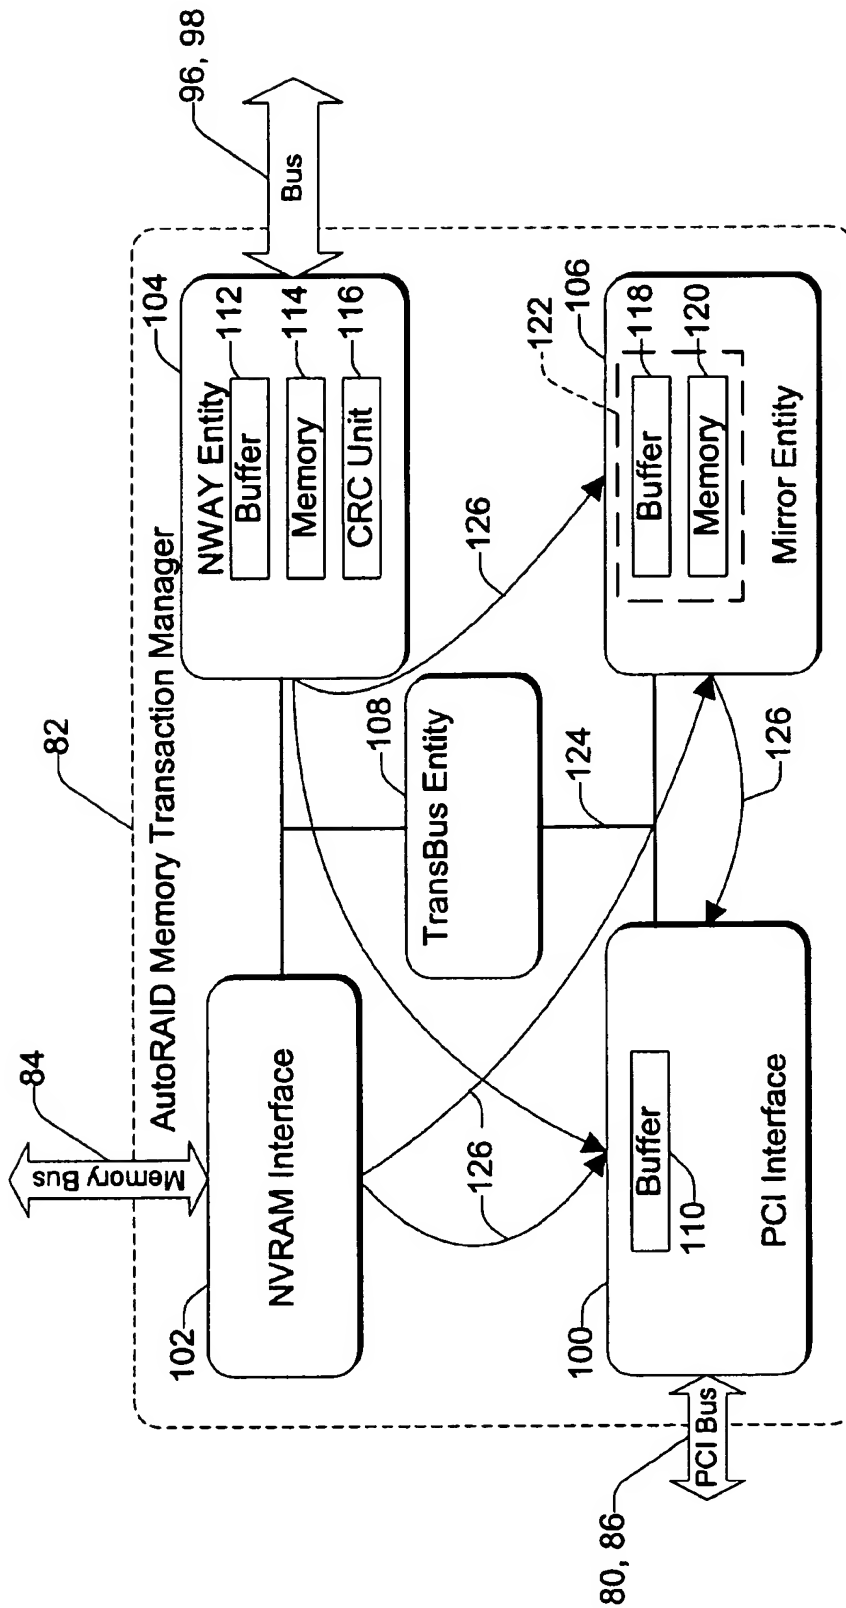 82
AutoRAID Memory Transaction Manager
84
Memory Bus
102
NVRAM Interface
104
NWAY Entity
Buffer
112
Memory
114
CRC Unit
116
Bus
96, 98
108
TransBus Entity
124
126
126
126
100
Buffer
110
PCI Interface
PCI Bus
80, 86
122
106
Buffer
118
Memory
120
Mirror Entity